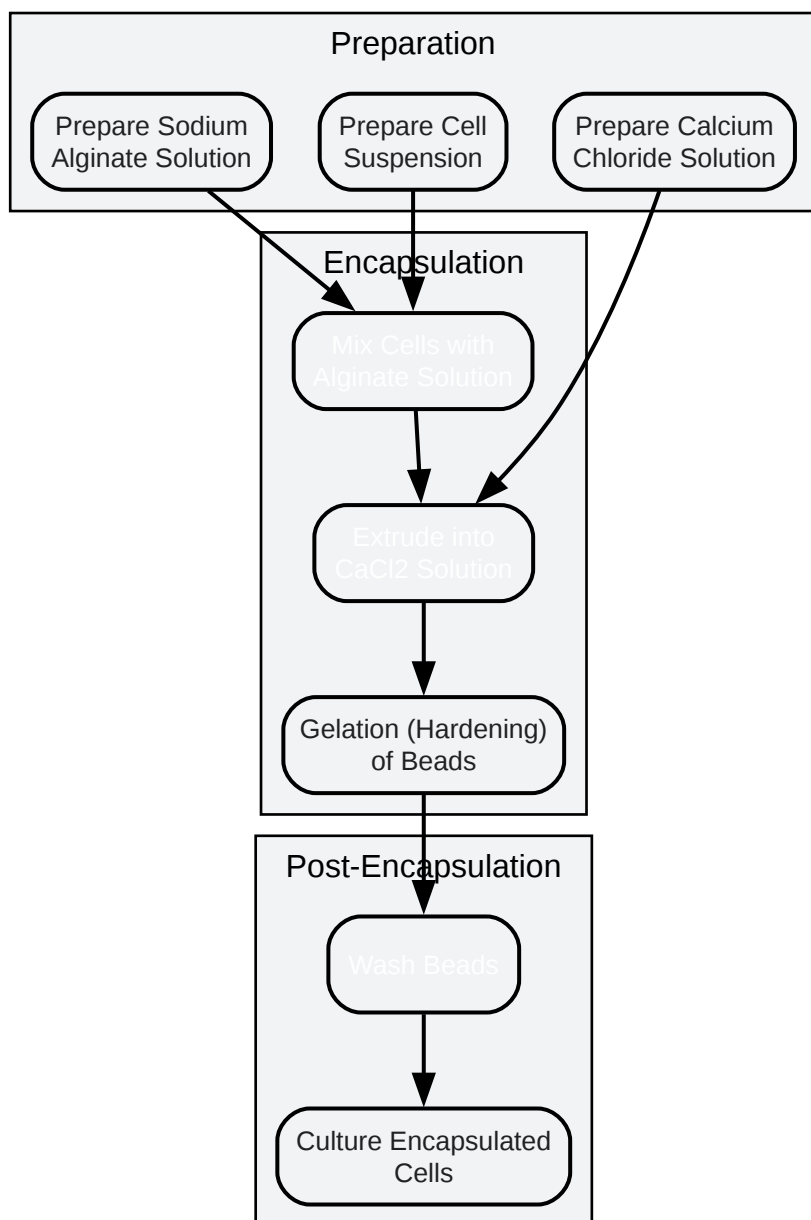 Preparation
Prepare Sodium
Alginate Solution
Prepare Cell
Suspension
Prepare Calcium
Chloride Solution
Encapsulation
Mix Cells with
Alginate Solution
Extrude into
CaCl2 Solution
Gelation (Hardening)
of Beads
Post-Encapsulation
Wash Beads
Culture Encapsulated
Cells